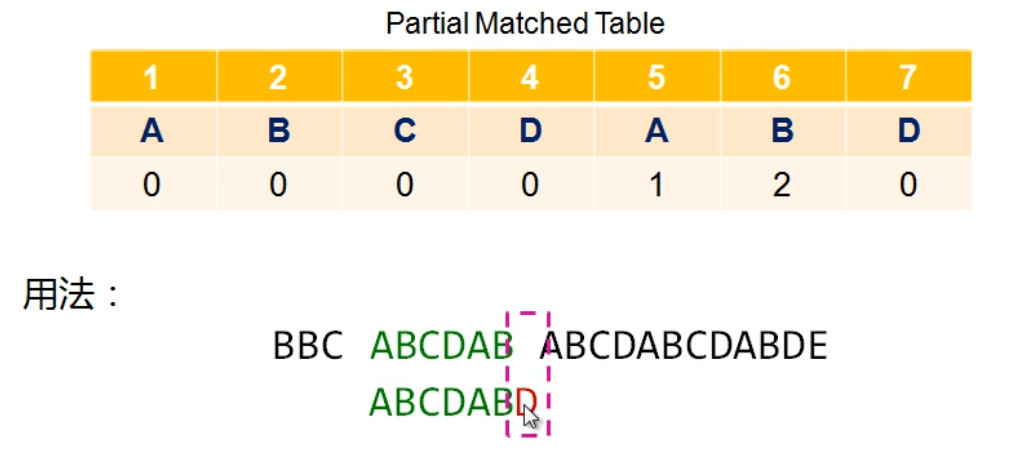 Partial Matched Table
1 2 3 4 5 6 7
A B C D A B D
0 0 0 0 1 2 0
用法：
BBC ABCDAB ABCDABCDABDE
ABCDABD